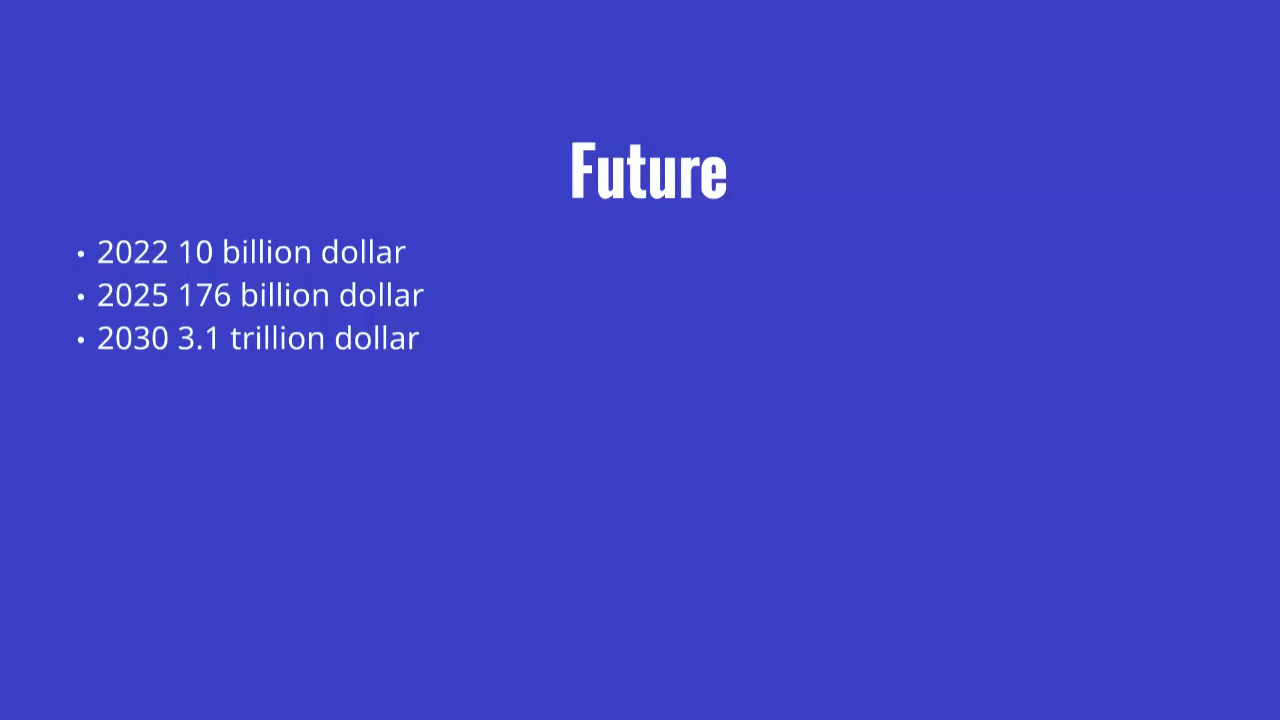 Future
• 2022 10 billion dollar
• 2025 176 billion dollar
• 2030 3.1 trillion dollar